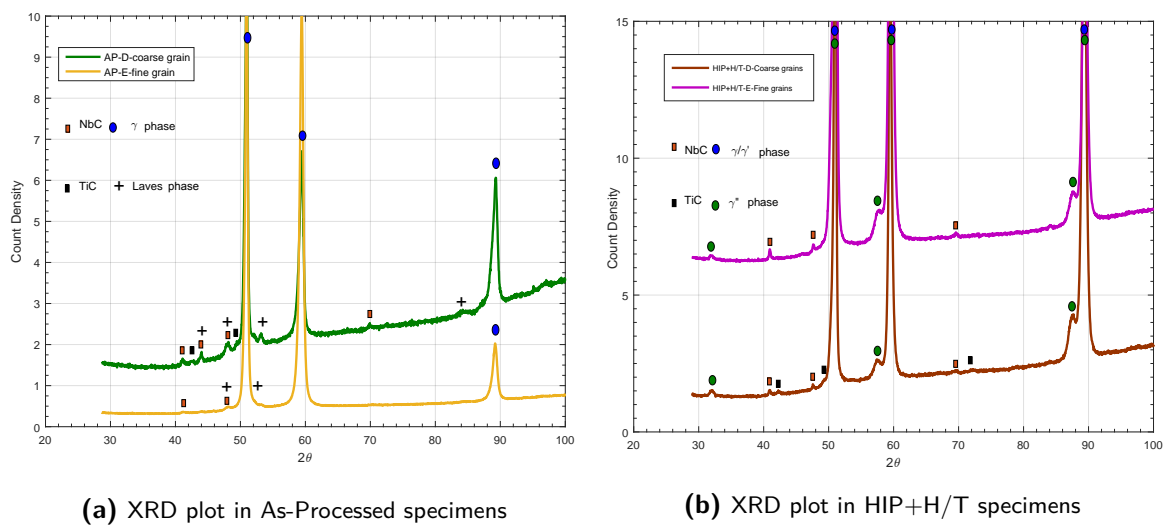 10
9
8
7
6
5
4
3
2
1
0
Count Density
AP-D-coarse grain
AP-E-fine grain
NbC γ phase
TiC + Laves phase
+ + + +
+ +
20 30 40 50 60 70 80 90 100
2θ
(a) XRD plot in As-Processed specimens
15
10
5
0
Count Density
HIP+H/T-D-Coarse grains
HIP+H/T-E-Fine grains
NbC γ/γ' phase
TiC γ" phase
20 30 40 50 60 70 80 90 100
2θ
(b) XRD plot in HIP+H/T specimens